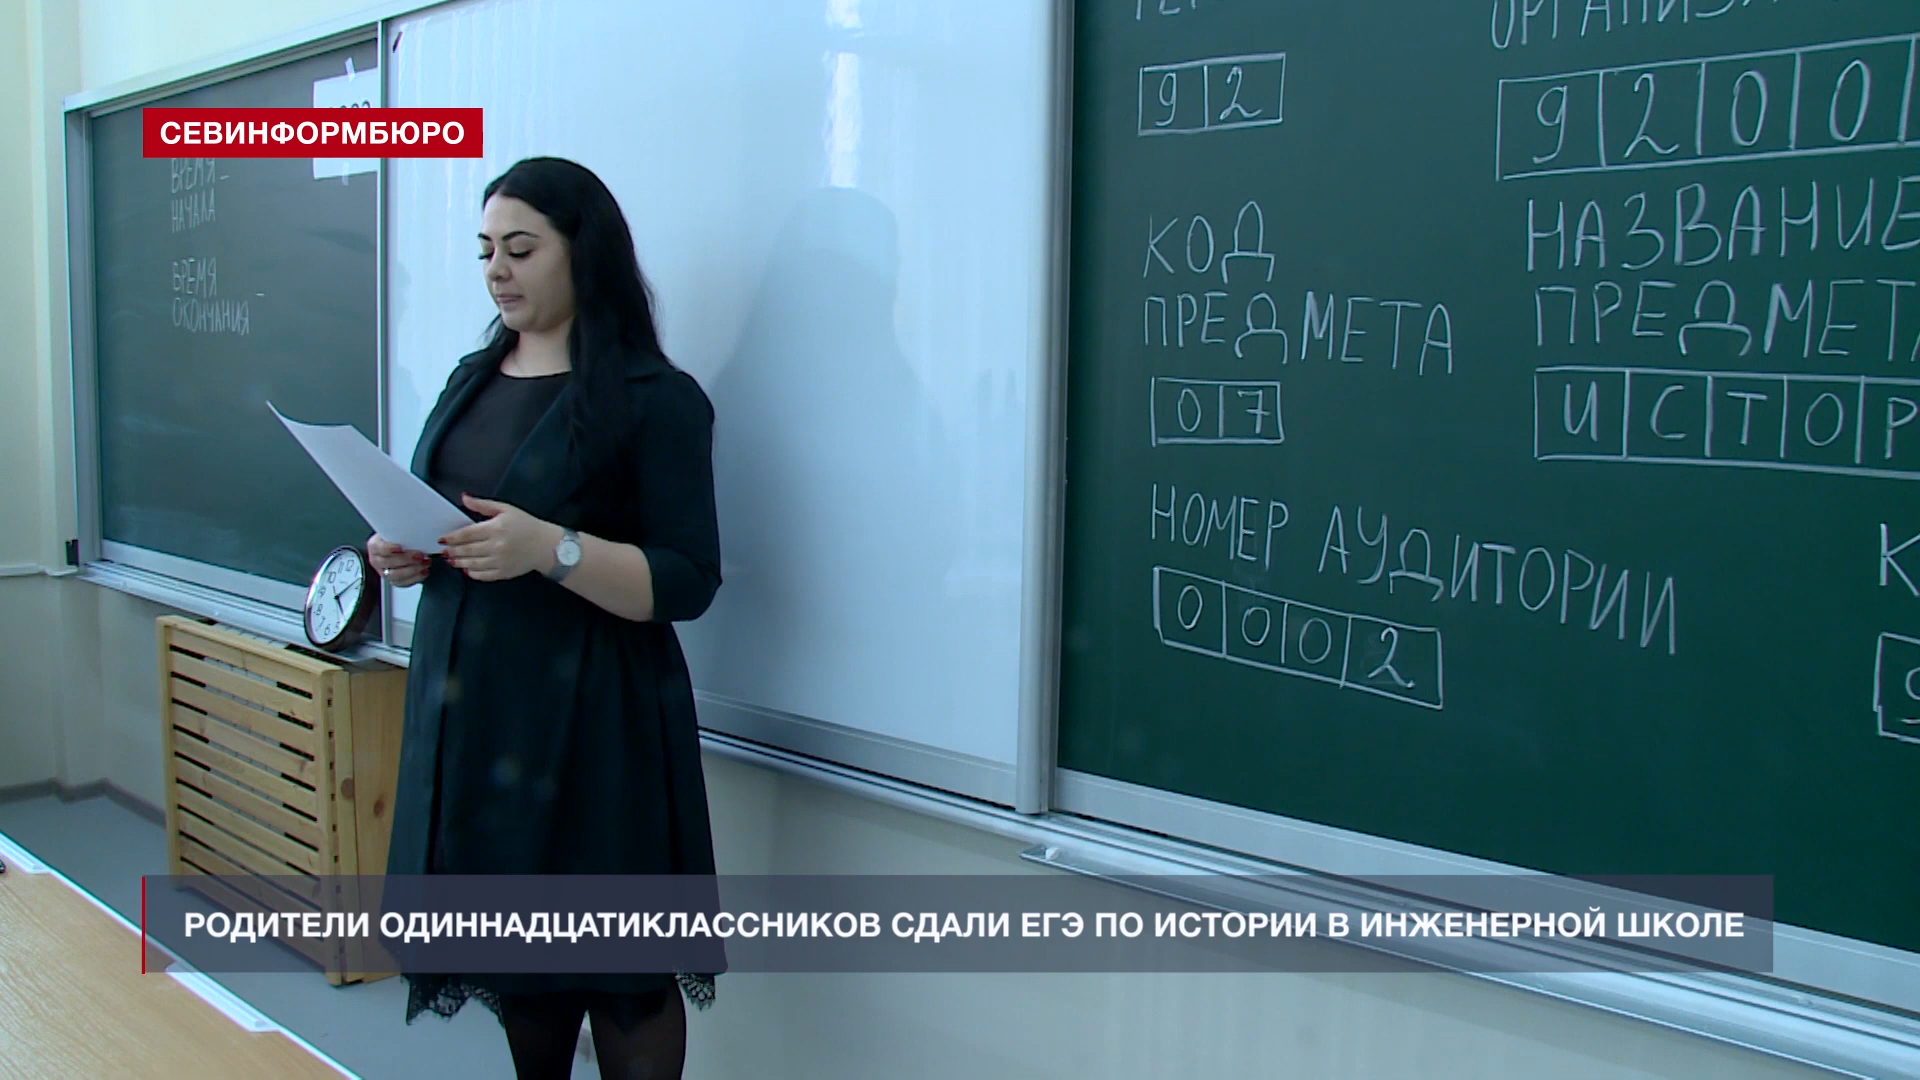 СЕВИНФОРМБЮРО
ВРЕМЯ –
НАЧАЛА
ВРЕМЯ –
ОКОНЧАНИЯ
92
9200
КОД
ПРЕДМЕТА
07
НАЗВАНИЕ
ПРЕДМЕТА
ИСТОР
НОМЕР АУДИТОРИИ
0002
К
РОДИТЕЛИ ОДИННАДЦАТИКЛАССНИКОВ СДАЛИ ЕГЭ ПО ИСТОРИИ В ИНЖЕНЕРНОЙ ШКОЛЕ